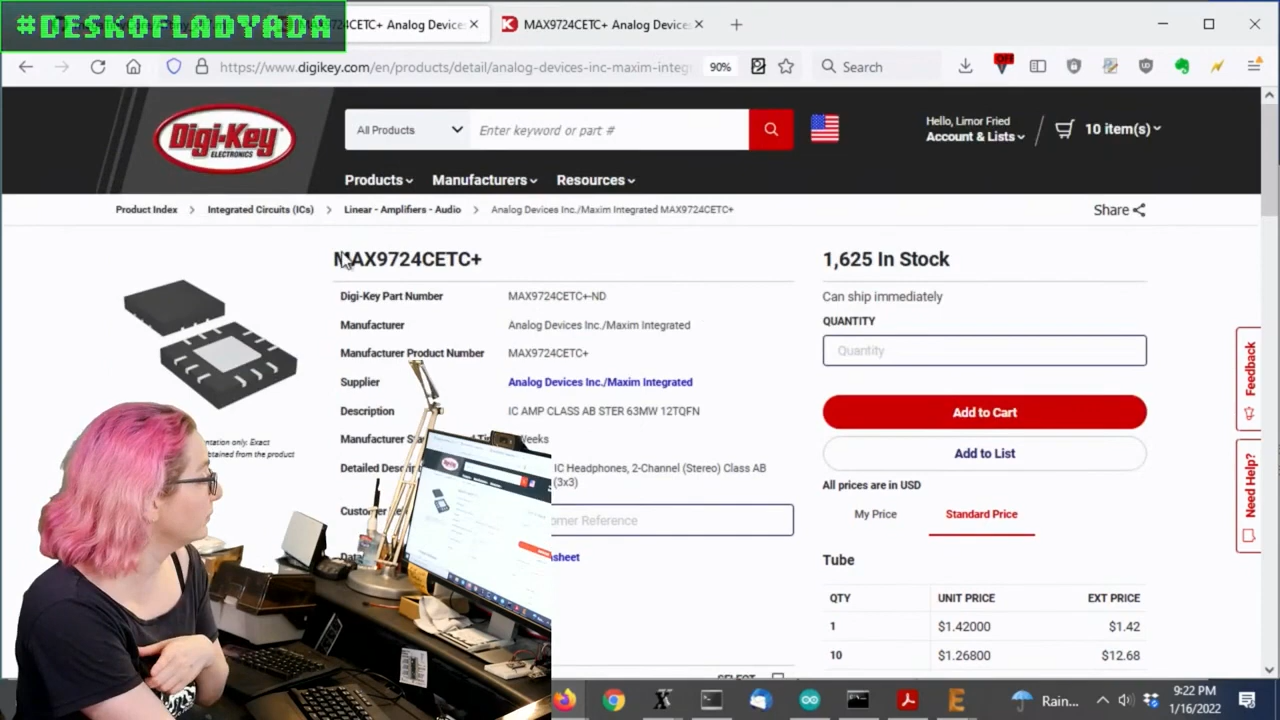 #DESKOFLADYADA
CETC+ Analog Devices
MAX9724CETC+ Analog Devices
https://www.digikey.com/en/products/detail/analog-devices-inc-maxim-integ
90%
Search
OFF
Digi-Key
ELECTRONICS
All Products
Enter keyword or part #
Hello, Limor Fried
Account & Lists
10 item(s)
Products
Manufacturers
Resources
Product Index
Integrated Circuits (ICs)
Linear - Amplifiers - Audio
Analog Devices Inc./Maxim Integrated MAX9724CETC+
Share
MAX9724CETC+
1,625 In Stock
Digi-Key Part Number MAX9724CETC+-ND
Can ship immediately
Manufacturer Analog Devices Inc./Maxim Integrated
QUANTITY
Manufacturer Product Number MAX9724CETC+
Quantity
Supplier Analog Devices Inc./Maxim Integrated
Description IC AMP CLASS AB STER 63MW 12TQFN
Add to Cart
Manufacturer Weeks
Detailed IC Headphones, 2-Channel (Stereo) Class AB
(3x3)
Add to List
All prices are in USD
My Price
Standard Price
Reference
Tube
QTY UNIT PRICE EXT PRICE
1 $1.42000 $1.42
10 $1.26800 $12.68
Feedback
Need Help?
Rain...
9:22 PM
1/16/2022